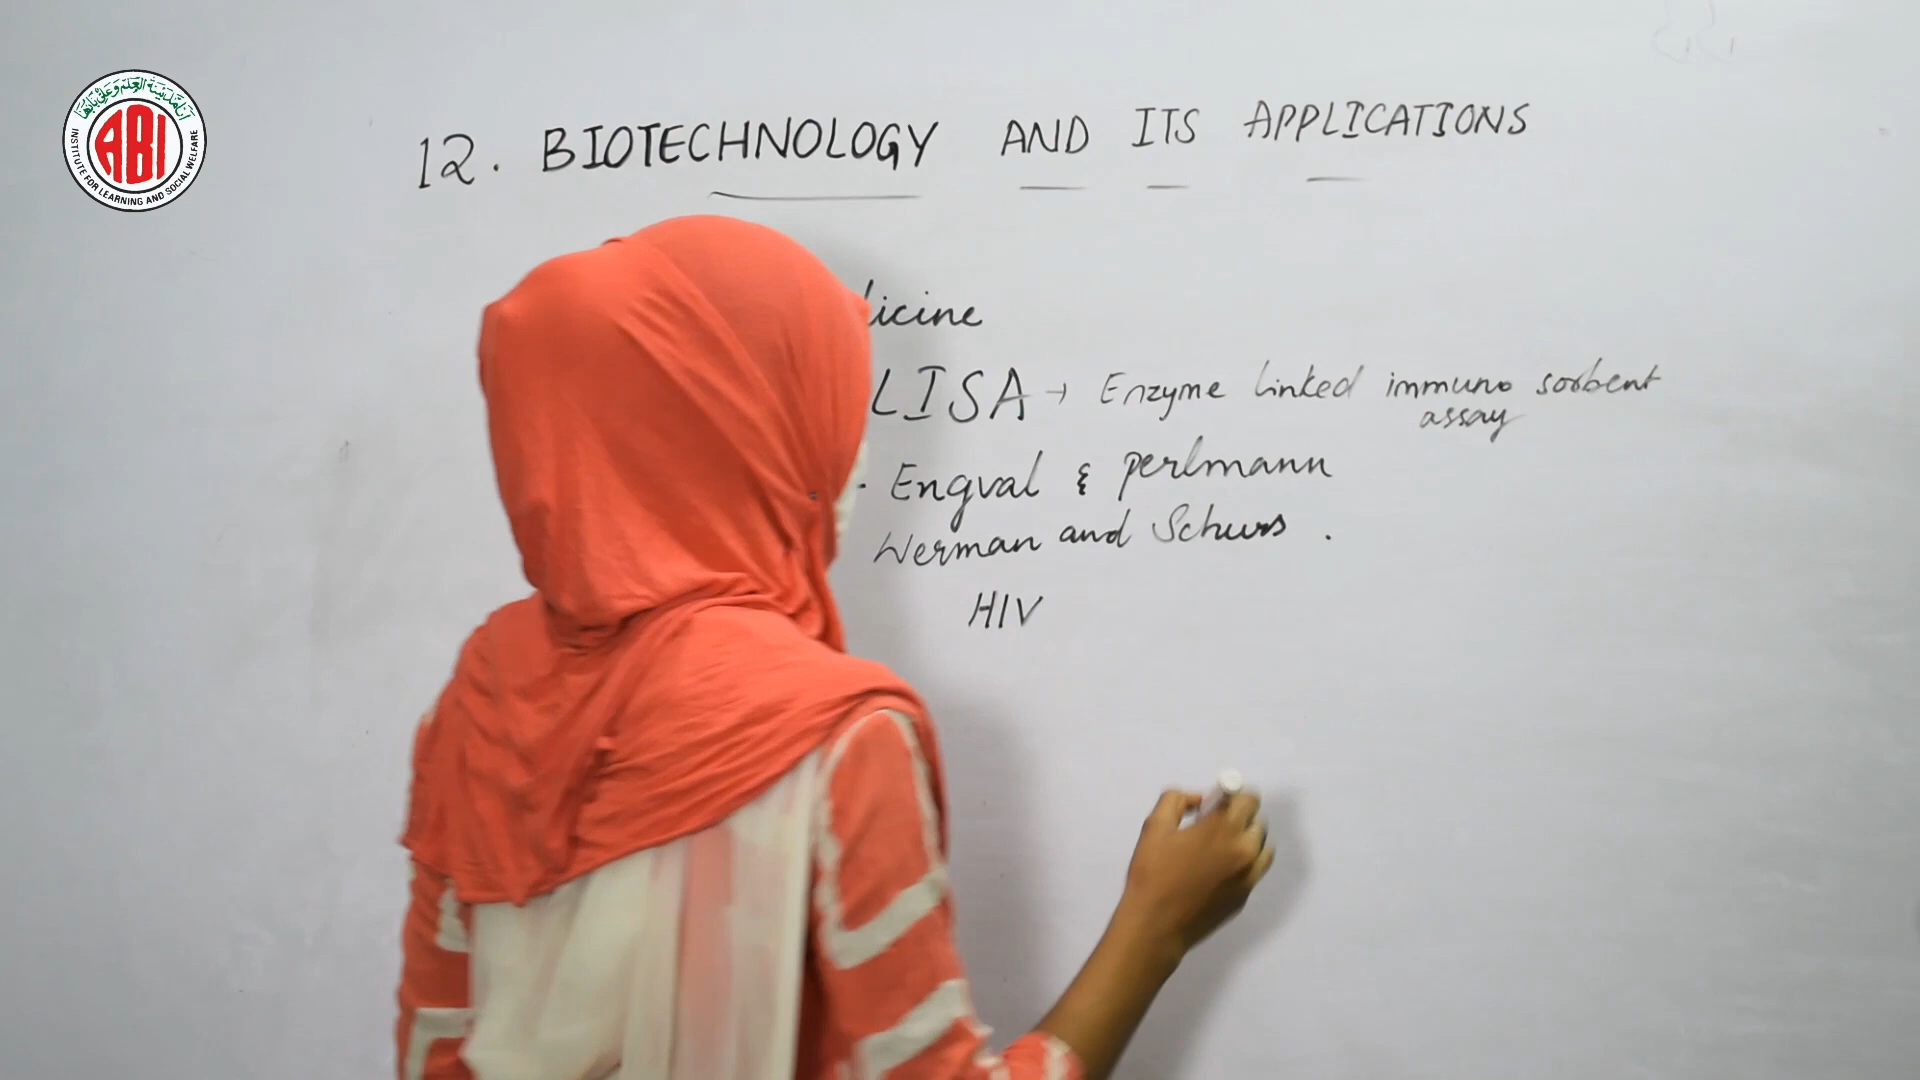 ABI
INSTITUTE FOR LEARNING AND SOCIAL WELFARE
12. BIOTECHNOLOGY AND ITS APPLICATIONS
licine
LISA → Enzyme linked immuno sorbent
assay
Engval & perlmann
Werman and Schurs .
HIV